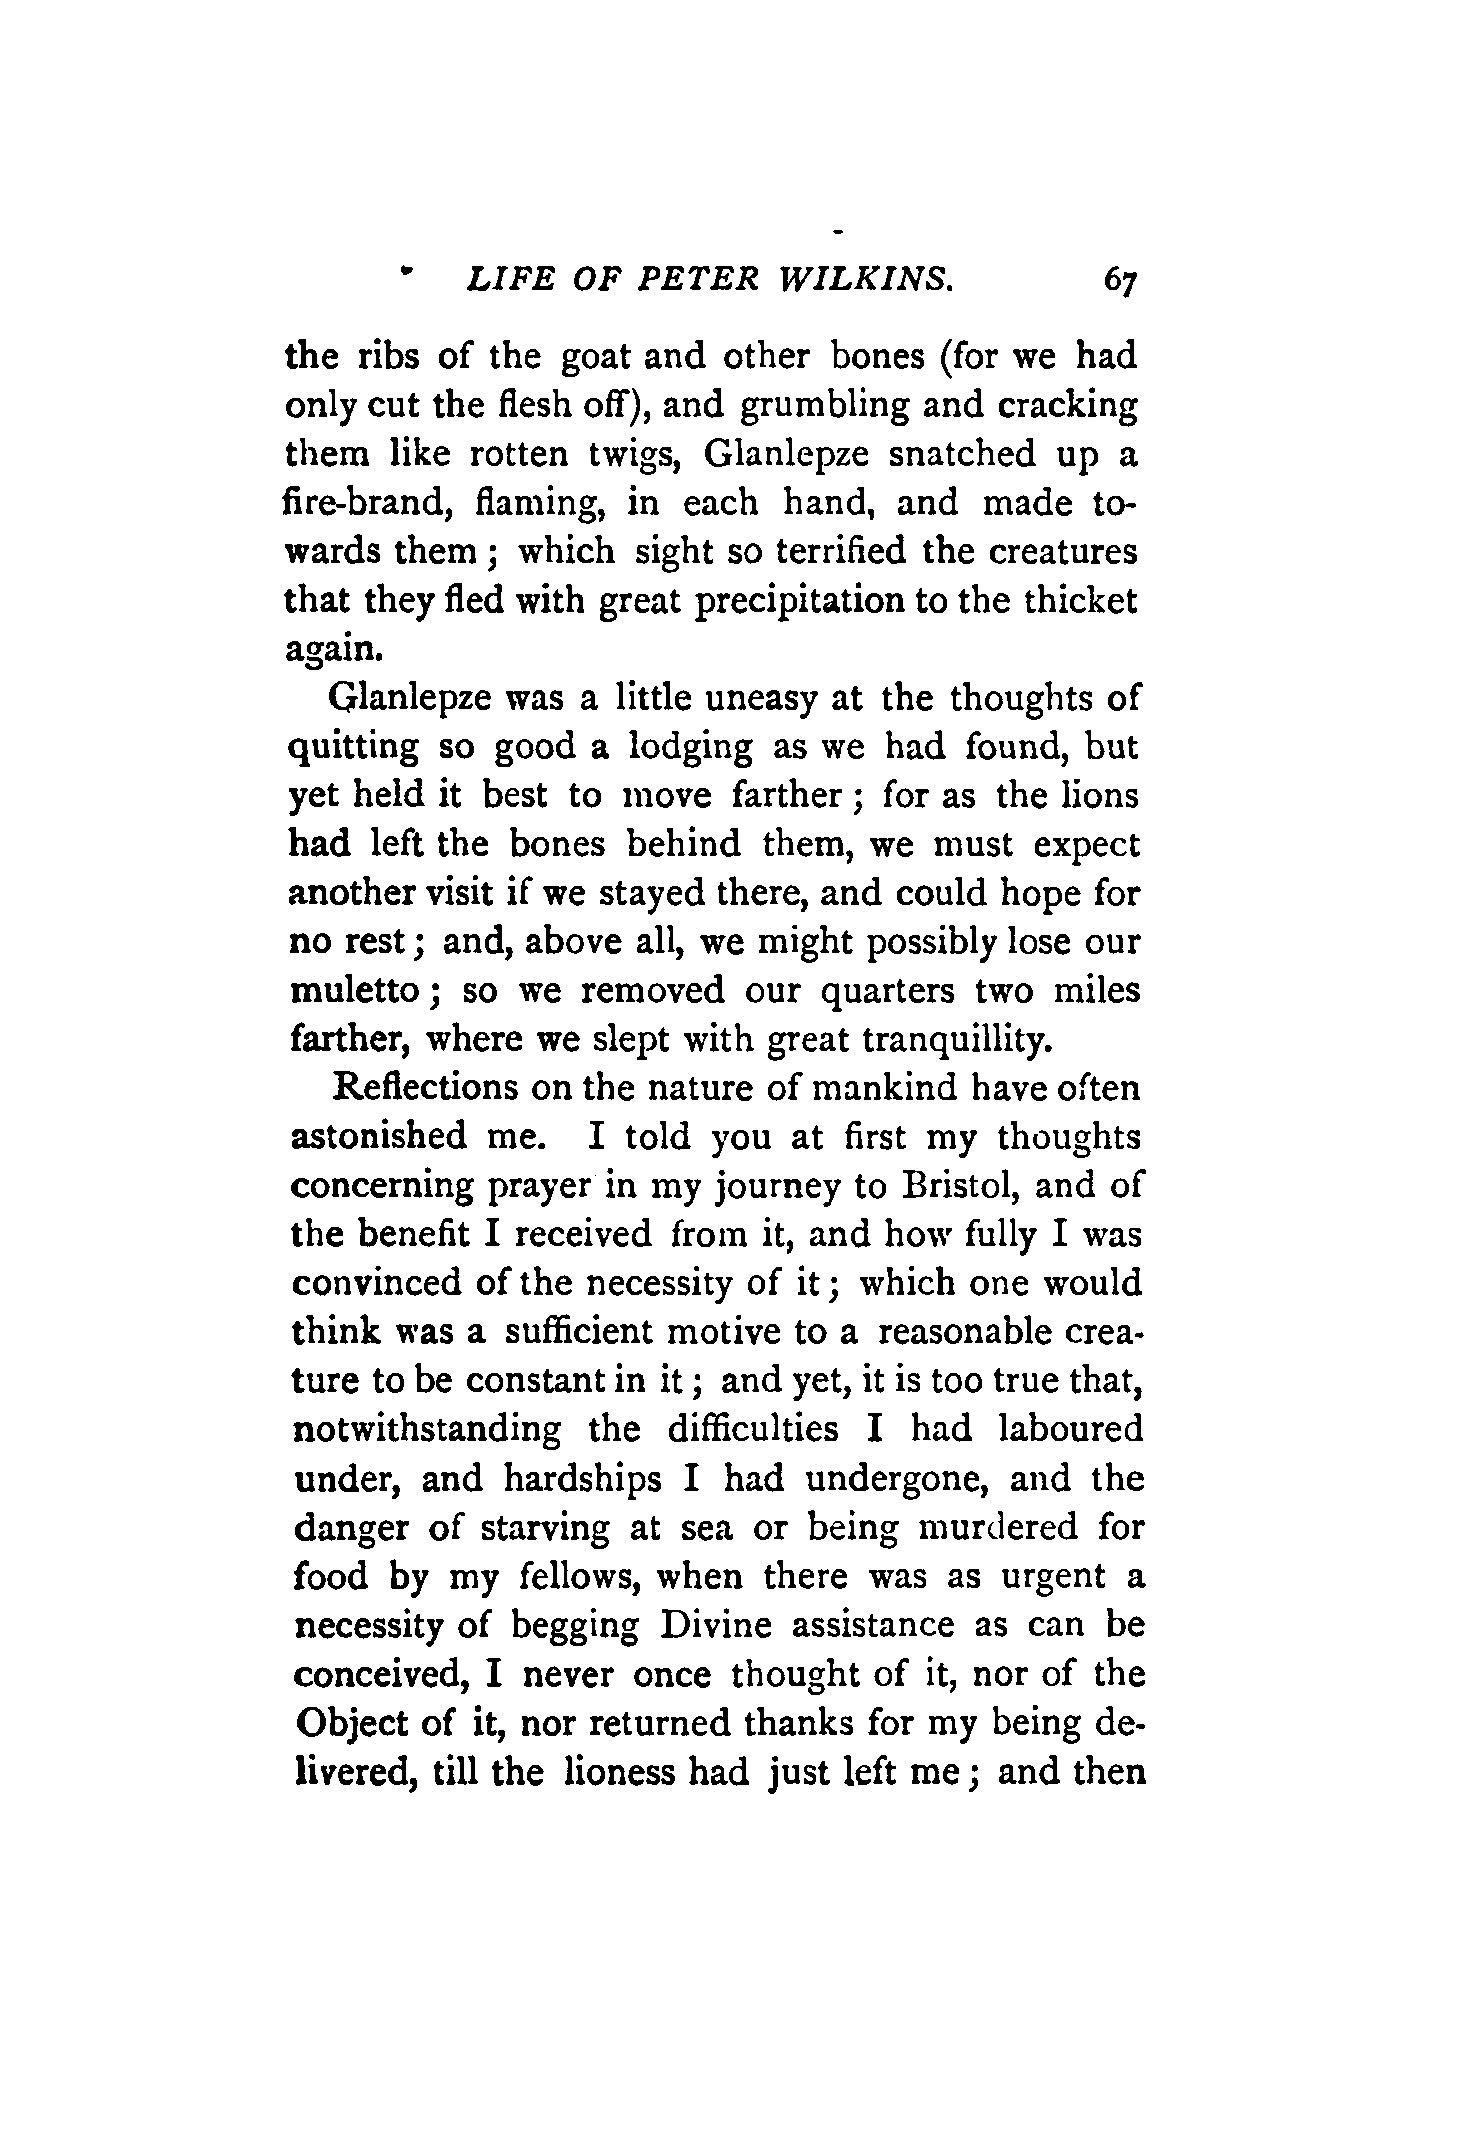 LIFE OF PETER WILKINS. 67
the ribs of the goat and other bones (for we had
only cut the flesh off), and grumbling and cracking
them like rotten twigs, Glanlepze snatched up a
fire-brand, flaming, in each hand, and made to-
wards them ; which sight so terrified the creatures
that they fled with great precipitation to the thicket
again.
Glanlepze was a little uneasy at the thoughts of
quitting so good a lodging as we had found, but
yet held it best to move farther ; for as the lions
had left the bones behind them, we must expect
another visit if we stayed there, and could hope for
no rest ; and, above all, we might possibly lose our
muletto ; so we removed our quarters two miles
farther, where we slept with great tranquillity.
Reflections on the nature of mankind have often
astonished me. I told you at first my thoughts
concerning prayer in my journey to Bristol, and of
the benefit I received from it, and how fully I was
convinced of the necessity of it ; which one would
think was a sufficient motive to a reasonable crea-
ture to be constant in it ; and yet, it is too true that,
notwithstanding the difficulties I had laboured
under, and hardships I had undergone, and the
danger of starving at sea or being murdered for
food by my fellows, when there was as urgent a
necessity of begging Divine assistance as can be
conceived, I never once thought of it, nor of the
Object of it, nor returned thanks for my being de-
livered, till the lioness had just left me ; and then